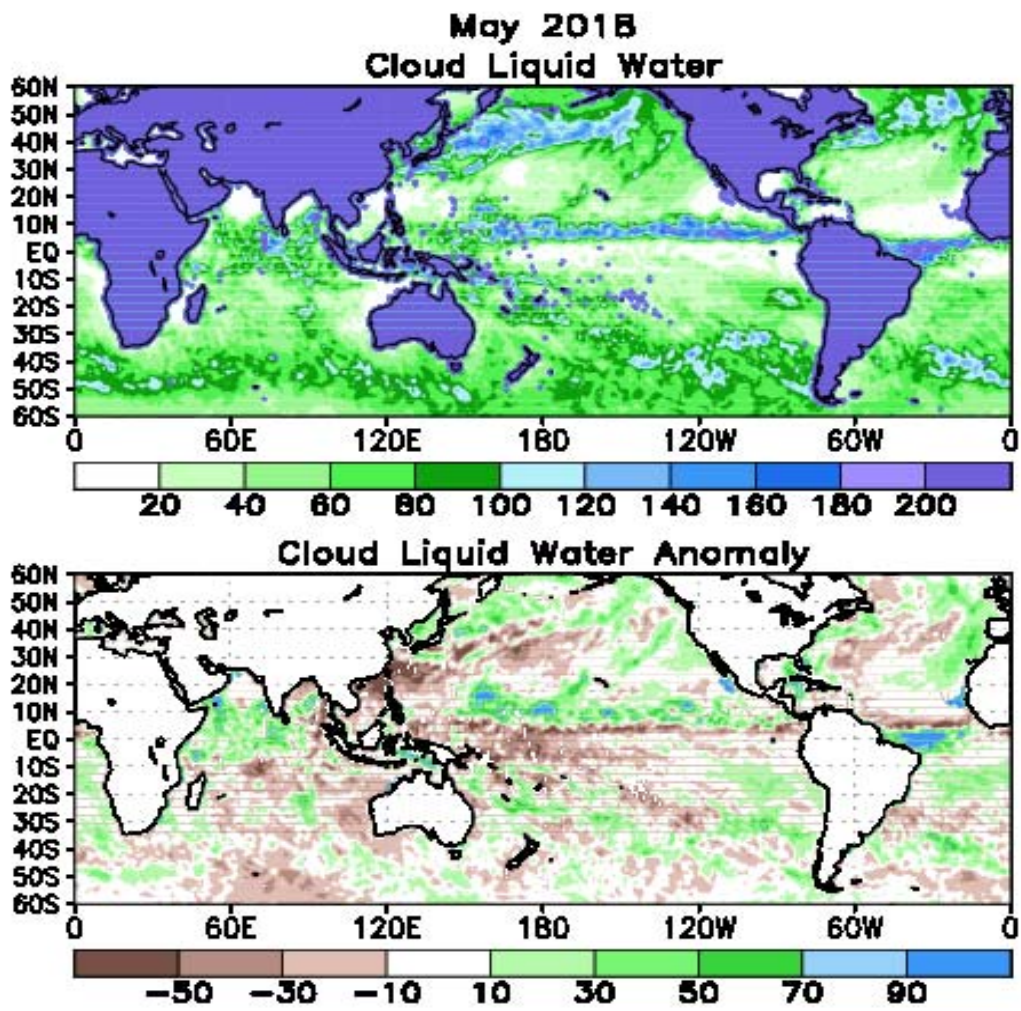 May 2018
Cloud Liquid Water
60N
50N
40N
30N
20N
10N
EQ
10S
20S
30S
40S
50S
60S
0 60E 120E 180 120W 60W 0
20 40 60 80 100 120 140 160 180 200
Cloud Liquid Water Anomaly
60N
50N
40N
30N
20N
10N
EQ
10S
20S
30S
40S
50S
60S
0 60E 120E 180 120W 60W 0
-50 -30 -10 10 30 50 70 90